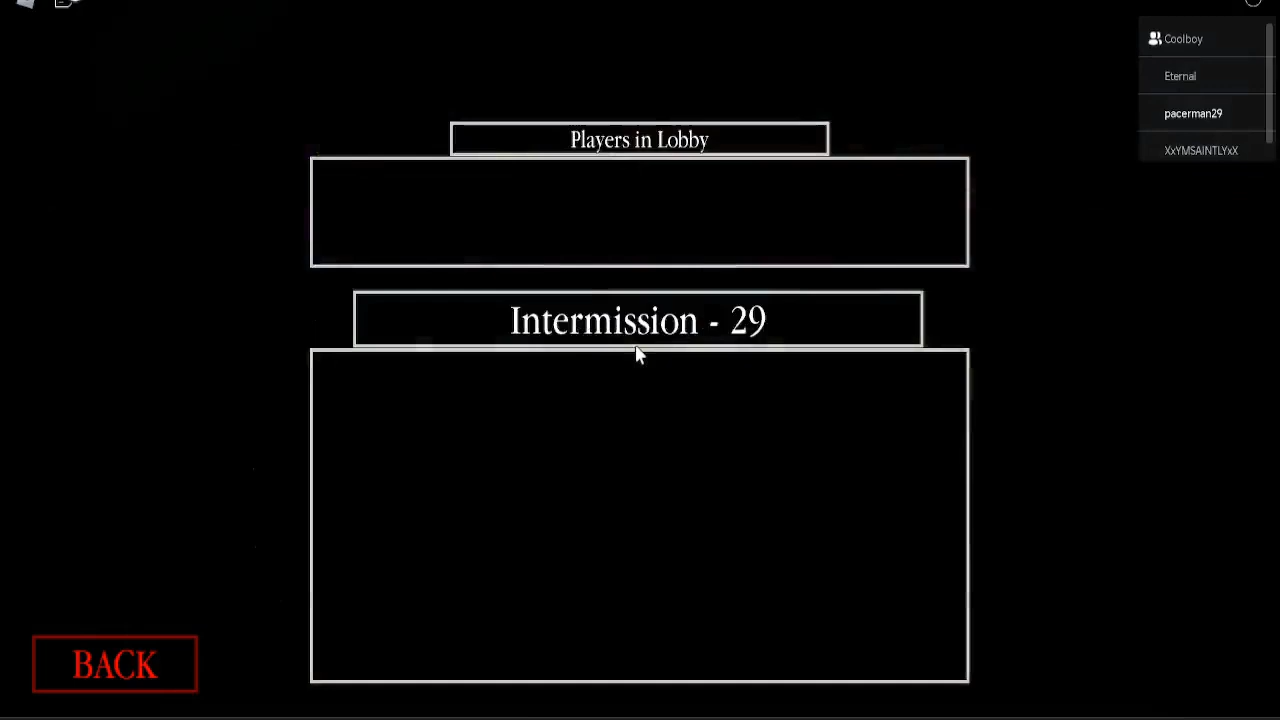 Coolboy
Eternal
pacerman29
XxYMSAINTLYxX
Players in Lobby
Intermission - 29
BACK